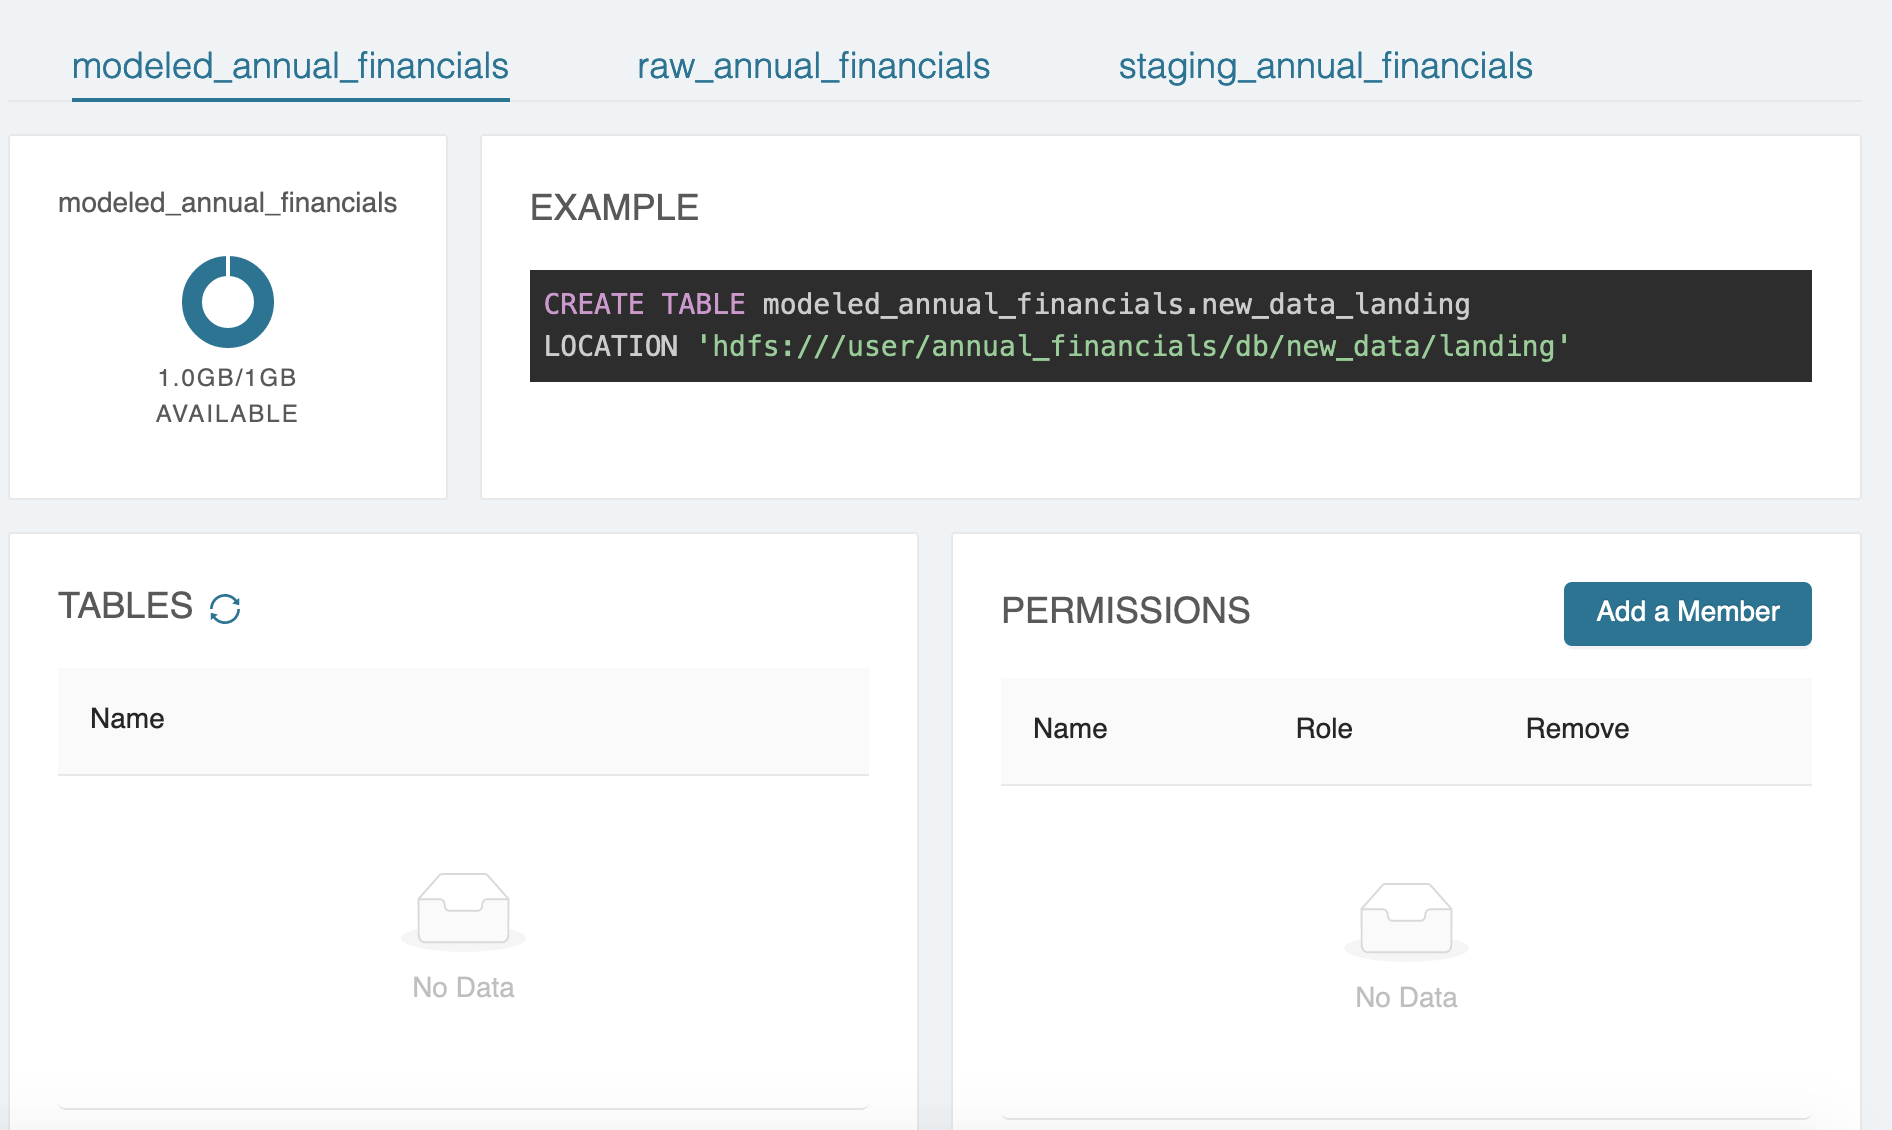 modeled_annual_financials raw_annual_financials staging_annual_financials
modeled_annual_financials
1.0GB/1GB
AVAILABLE
EXAMPLE
CREATE TABLE modeled_annual_financials.new_data_landing
LOCATION 'hdfs:///user/annual_financials/db/new_data/landing'
TABLES
Name
No Data
PERMISSIONS
Add a Member
Name Role Remove
No Data